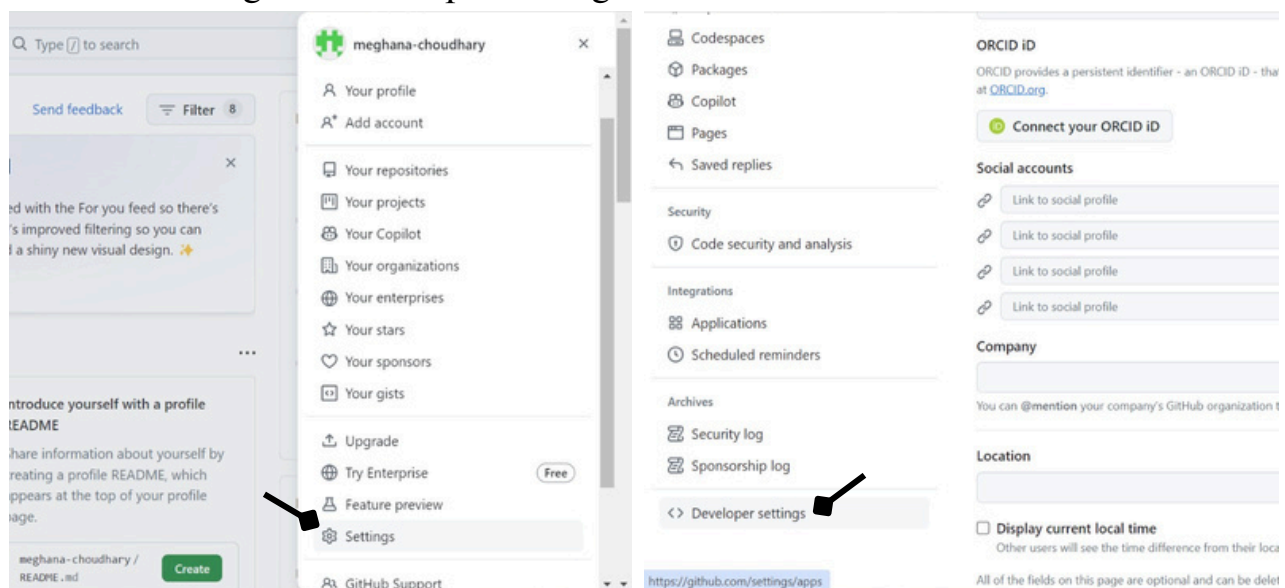 Type / to search
Send feedback
Filter 8
ed with the For you feed so there's
's improved filtering so you can
a shiny new visual design. ✨
ntroduce yourself with a profile
README
hare information about yourself by
reating a profile README, which
ppears at the top of your profile
age.
meghana-choudhary /
README.md
Create
meghana-choudhary
Your profile
Add account
Your repositories
Your projects
Your Copilot
Your organizations
Your enterprises
Your stars
Your sponsors
Your gists
Upgrade
Try Enterprise Free
Feature preview
Settings
GitHub Support
Codespaces
Packages
Copilot
Pages
Saved replies
Security
Code security and analysis
Integrations
Applications
Scheduled reminders
Archives
Security log
Sponsorship log
Developer settings
https://github.com/settings/apps
ORCID iD
ORCID provides a persistent identifier - an ORCID iD - tha
at ORCID.org.
Connect your ORCID iD
Social accounts
Link to social profile
Link to social profile
Link to social profile
Link to social profile
Company
You can @mention your company's GitHub organization t
Location
Display current local time
Other users will see the time difference from their loca
All of the fields on this page are optional and can be delet